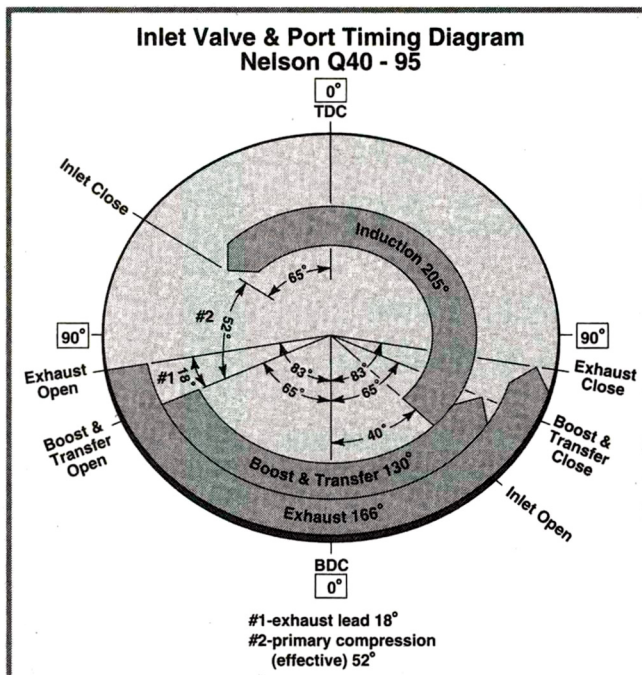 Inlet Valve & Port Timing Diagram
Nelson Q40 - 95
0°
TDC
Inlet Close
Induction 205°
65°
#2
52°
90°
90°
Exhaust
Open
#1
18°
83°
83°
65°
65°
Exhaust
Close
Boost &
Transfer
Open
40°
Boost &
Transfer
Close
Boost & Transfer 130°
Inlet Open
Exhaust 166°
BDC
0°
#1-exhaust lead 18°
#2-primary compression
(effective) 52°